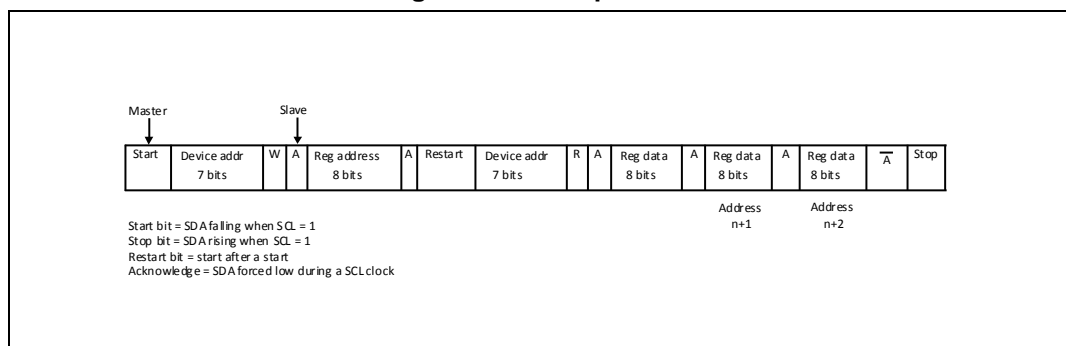 Master Slave
Start Device addr W A Reg address A Restart Device addr R A Reg data A Reg data A Reg data A Stop
7 bits 8 bits 7 bits 8 bits 8 bits 8 bits
Address Address
n+1 n+2
Start bit = SDA falling when SCL = 1
Stop bit = SDA rising when SCL = 1
Restart bit = start after a start
Acknowledge = SDA forced low during a SCL clock